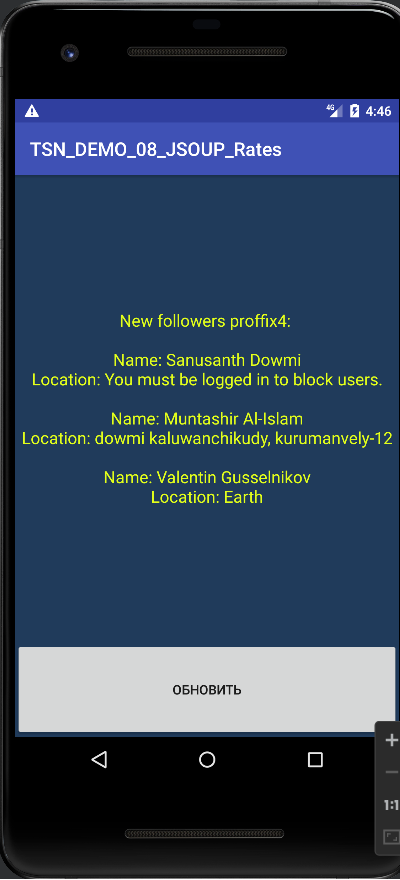 4G 4:46
TSN_DEMO_08_JSOUP_Rates
New followers proffix4:
Name: Sanusanth Dowmi
Location: You must be logged in to block users.
Name: Muntashir Al-Islam
Location: dowmi kaluwanchikudy, kurumanvely-12
Name: Valentin Gusselnikov
Location: Earth
ОБНОВИТЬ
1:1